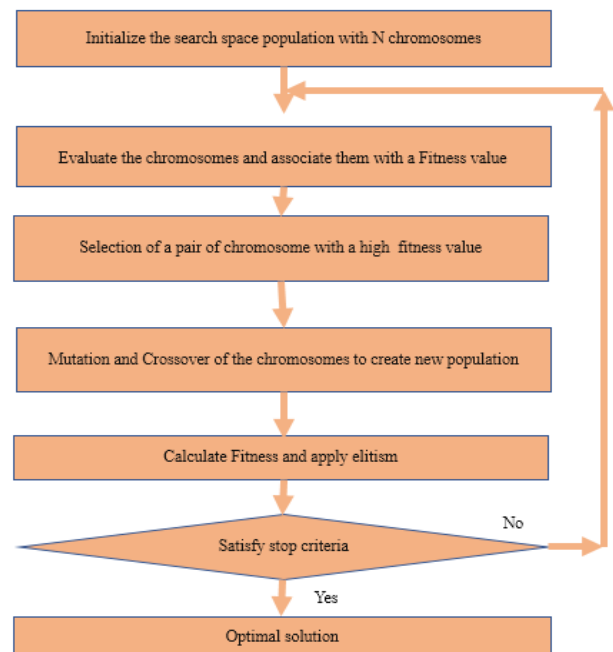 Initialize the search space population with N chromosomes
Evaluate the chromosomes and associate them with a Fitness value
Selection of a pair of chromosome with a high fitness value
Mutation and Crossover of the chromosomes to create new population
Calculate Fitness and apply elitism
No
Satisfy stop criteria
Yes
Optimal solution